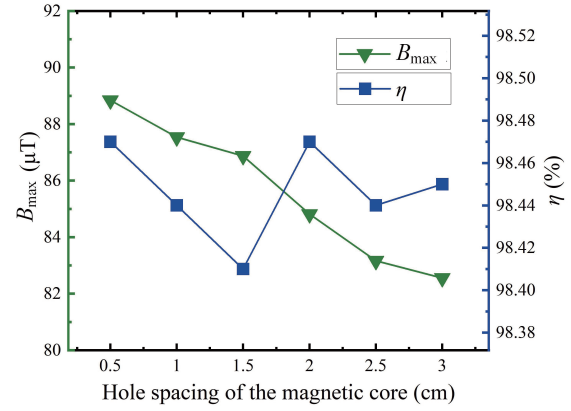 92
90
88
86
84
82
80
B_max (μT)
B_max
η
98.52
98.50
98.48
98.46
98.44
98.42
98.40
98.38
η (%)
0.5 1 1.5 2 2.5 3
Hole spacing of the magnetic core (cm)